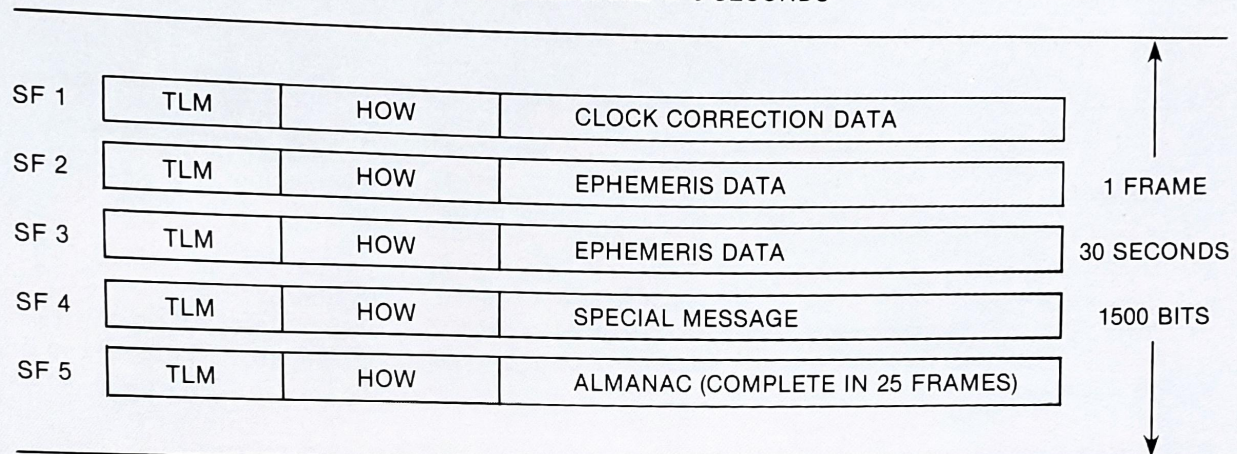 SECONDS
SF 1 TLM HOW CLOCK CORRECTION DATA
SF 2 TLM HOW EPHEMERIS DATA 1 FRAME
SF 3 TLM HOW EPHEMERIS DATA 30 SECONDS
SF 4 TLM HOW SPECIAL MESSAGE 1500 BITS
SF 5 TLM HOW ALMANAC (COMPLETE IN 25 FRAMES)